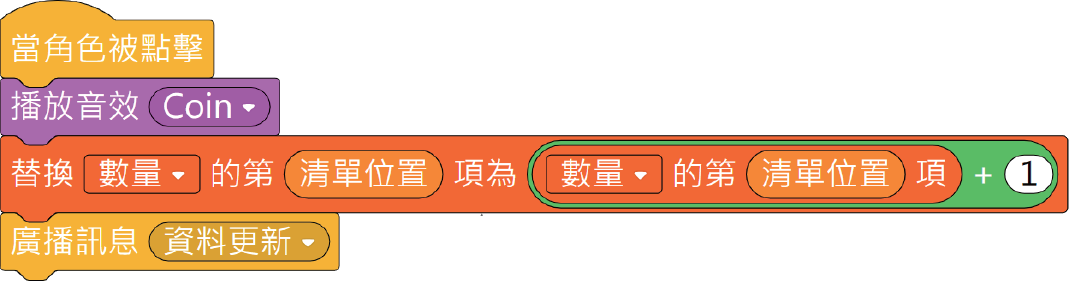 當角色被點擊
播放音效 Coin
替換 數量 的第 清單位置 項為 數量 的第 清單位置 項 + 1
廣播訊息 資料更新